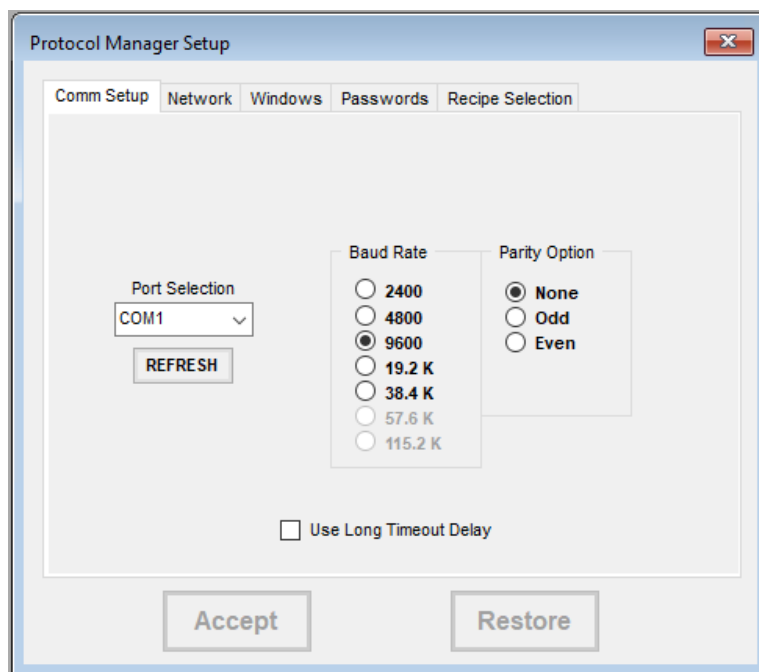 Protocol Manager Setup
Comm Setup Network Windows Passwords Recipe Selection
Port Selection
COM1
REFRESH
Baud Rate
2400
4800
9600
19.2 K
38.4 K
57.6 K
115.2 K
Parity Option
None
Odd
Even
Use Long Timeout Delay
Accept Restore